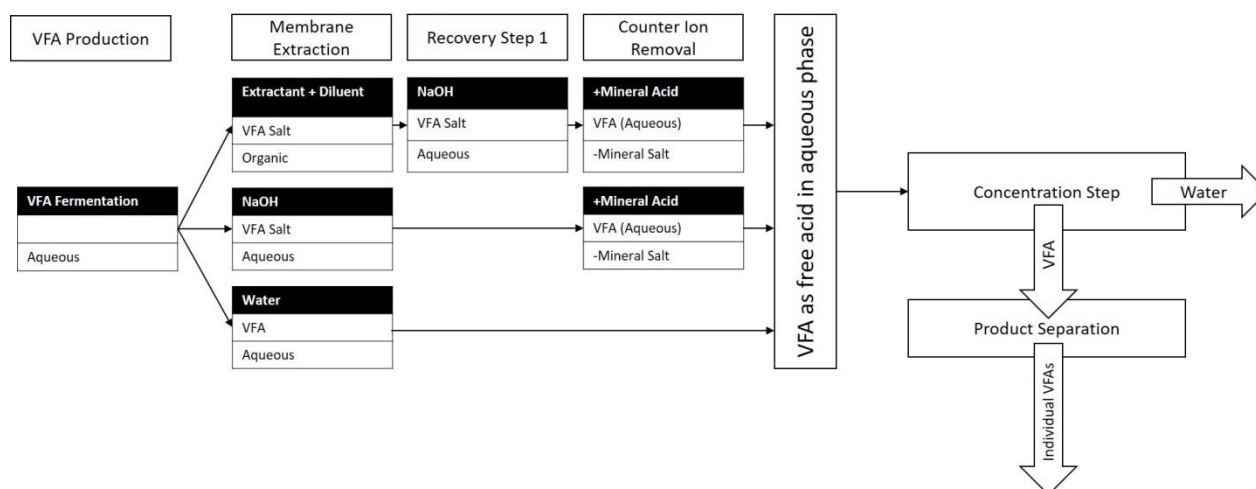 VFA Production
Membrane
Extraction
Recovery Step 1
Counter Ion
Removal
Extractant + Diluent
VFA Salt
Organic
NaOH
VFA Salt
Aqueous
+Mineral Acid
VFA (Aqueous)
-Mineral Salt
VFA Fermentation
Aqueous
NaOH
VFA Salt
Aqueous
+Mineral Acid
VFA (Aqueous)
-Mineral Salt
Water
VFA
Aqueous
VFA as free acid in aqueous phase
Concentration Step
Water
VFA
Product Separation
Individual VFAs